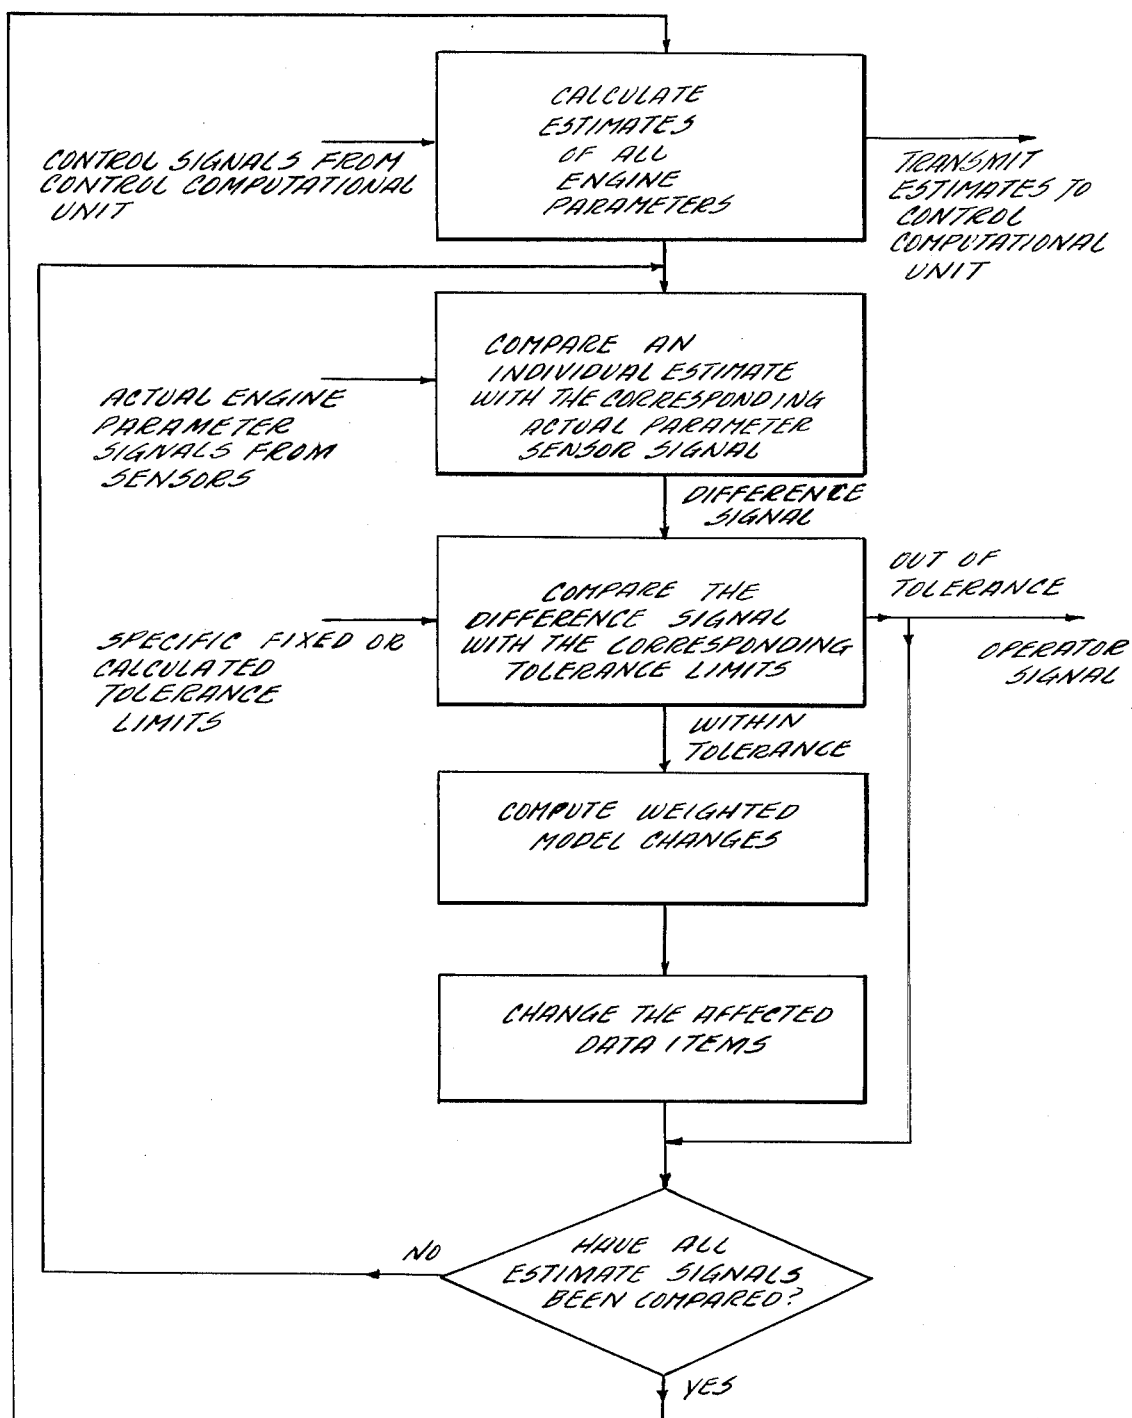 CALCULATE
ESTIMATES
OF ALL
ENGINE
PARAMETERS
CONTROL SIGNALS FROM
CONTROL COMPUTATIONAL
UNIT
TRANSMIT
ESTIMATES TO
CONTROL
COMPUTATIONAL
UNIT
COMPARE AN
INDIVIDUAL ESTIMATE
WITH THE CORRESPONDING
ACTUAL PARAMETER
SENSOR SIGNAL
ACTUAL ENGINE
PARAMETER
SIGNALS FROM
SENSORS
DIFFERENCE
SIGNAL
COMPARE THE
DIFFERENCE SIGNAL
WITH THE CORRESPONDING
TOLERANCE LIMITS
OUT OF
TOLERANCE
OPERATOR
SIGNAL
SPECIFIC FIXED OR
CALCULATED
TOLERANCE
LIMITS
WITHIN
TOLERANCE
COMPUTE WEIGHTED
MODEL CHANGES
CHANGE THE AFFECTED
DATA ITEMS
NO
HAVE ALL
ESTIMATE SIGNALS
BEEN COMPARED?
YES